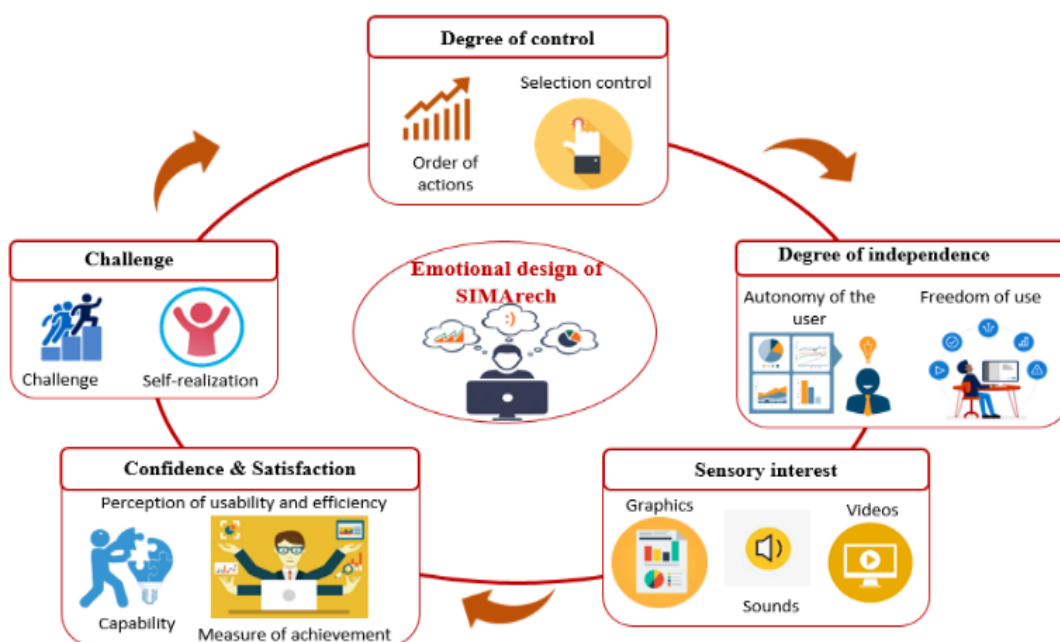 Degree of control
Selection control
Order of
actions
Challenge
Challenge
Self-realization
Emotional design of
SIMArech
:)
Degree of independence
Autonomy of the
user
Freedom of use
Confidence & Satisfaction
Perception of usability and efficiency
Capability
Measure of achievement
Sensory interest
Graphics
Sounds
Videos